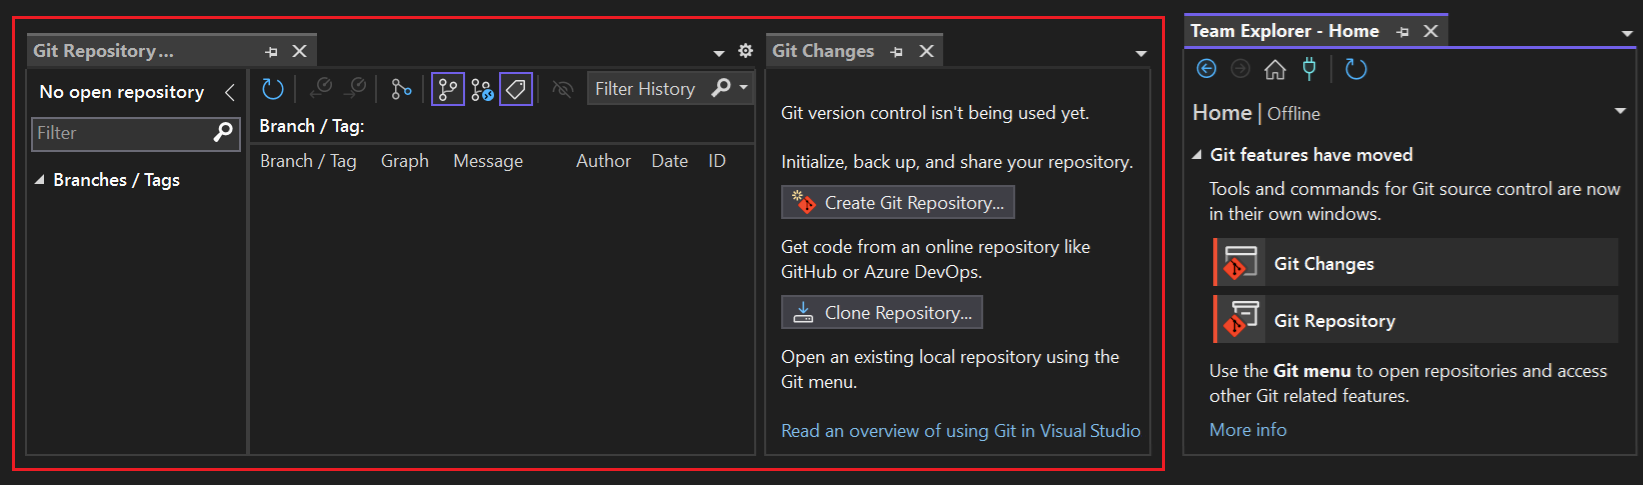 Git Repository ...
No open repository
Filter
Branches / Tags
Filter History
Branch / Tag:
Branch / Tag Graph Message Author Date ID
Git Changes
Git version control isn't being used yet.
Initialize, back up, and share your repository.
Create Git Repository...
Get code from an online repository like
GitHub or Azure DevOps.
Clone Repository...
Open an existing local repository using the
Git menu.
Read an overview of using Git in Visual Studio
Team Explorer - Home
Home | Offline
Git features have moved
Tools and commands for Git source control are now
in their own windows.
Git Changes
Git Repository
Use the Git menu to open repositories and access
other Git related features.
More info